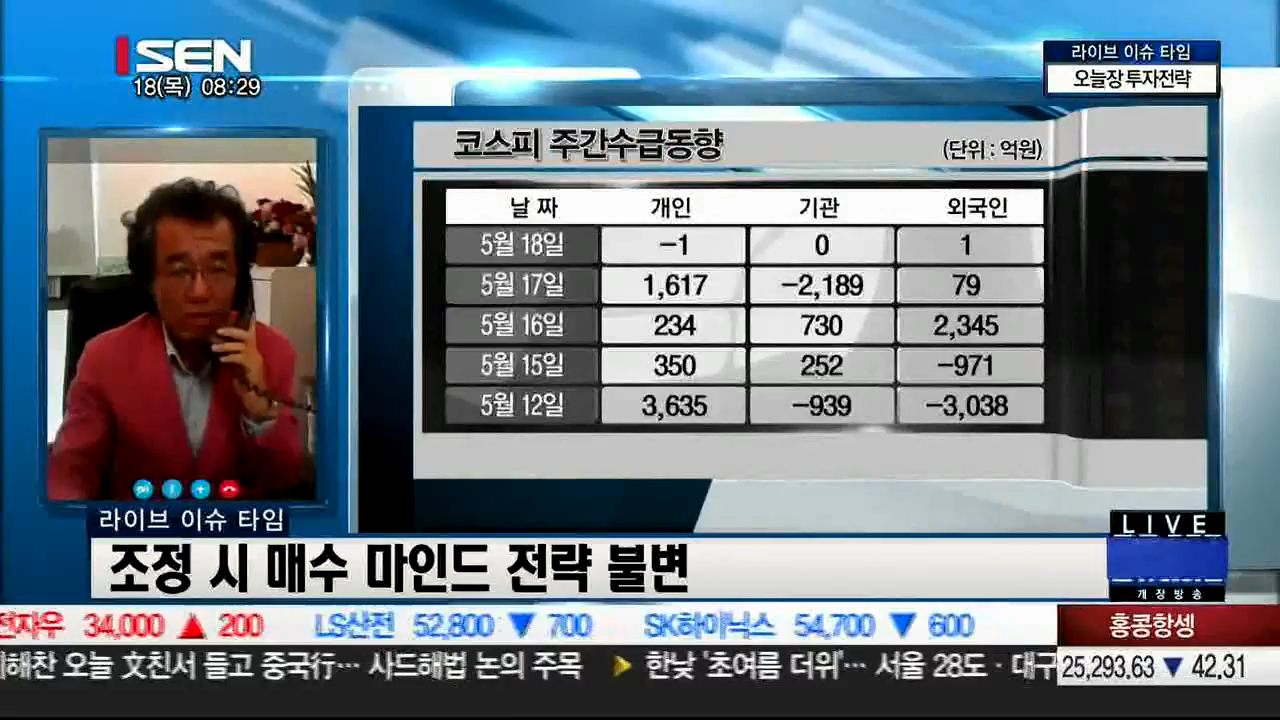 SEN
18(목) 08:29
라이브 이슈 타임
오늘장 투자전략
코스피 주간수급동향 (단위 : 억원)
날 짜 개인 기관 외국인
5월 18일 -1 0 1
5월 17일 1,617 -2,189 79
5월 16일 234 730 2,345
5월 15일 350 252 -971
5월 12일 3,635 -939 -3,038
라이브 이슈 타임
조정 시 매수 마인드 전략 불변
LIVE
개장방송
전자우 34,000 ▲ 200 LS산전 52,800 ▼ 700 SK하이닉스 54,700 ▼ 600
홍콩항셍
이해찬 오늘 文친서 들고 중국行… 사드해법 논의 주목 ▶ 한낮 '초여름 더위'… 서울 28도·대구
25,293.63 ▼ 42.31